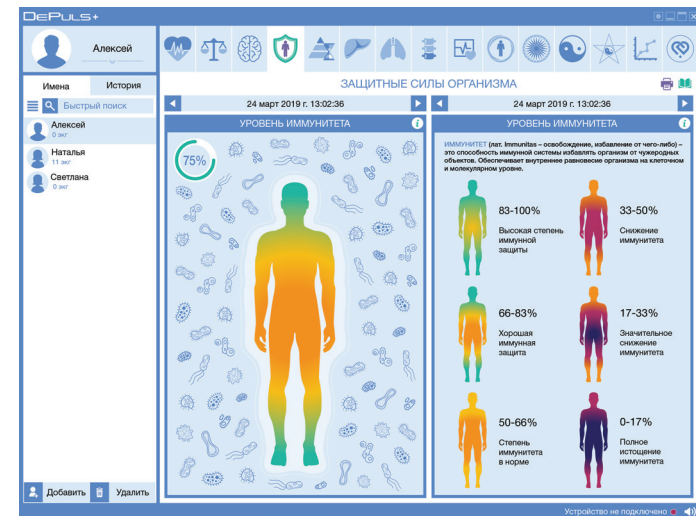 DePuls+
Алексей
Имена
История
Быстрый поиск
Алексей
0 экг
Наталья
11 экг
Светлана
0 экг
Добавить
Удалить
ЗАЩИТНЫЕ СИЛЫ ОРГАНИЗМА
24 март 2019 г. 13:02:36
УРОВЕНЬ ИММУНИТЕТА
75%
24 март 2019 г. 13:02:36
УРОВЕНЬ ИММУНИТЕТА
ИММУНИТЕТ (лат. Immunitas – освобождение, избавление от чего-либо) –
это способность иммунной системы избавлять организм от чужеродных
объектов. Обеспечивает внутреннее равновесие организма на клеточном
и молекулярном уровне.
83-100%
Высокая степень
иммунной
защиты
33-50%
Снижение
иммунитета
66-83%
Хорошая
иммунная
защита
17-33%
Значительное
снижение
иммунитета
50-66%
Степень
иммунитета
в норме
0-17%
Полное
истощение
иммунитета
Устройство не подключено